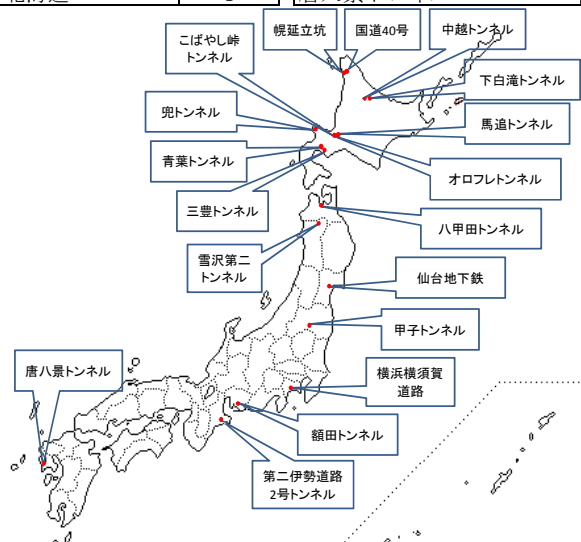 こばやし峠
トンネル
幌延立坑
国道40号
中越トンネル
下白滝トンネル
兜トンネル
馬追トンネル
青葉トンネル
オロフレトンネル
三豊トンネル
八甲田トンネル
雪沢第二
トンネル
仙台地下鉄
甲子トンネル
唐八景トンネル
横浜横須賀
道路
額田トンネル
第二伊勢道路
2号トンネル